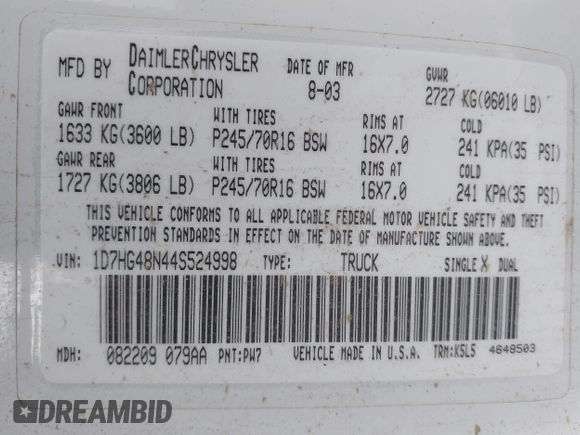 MFD BY DAIMLERCHRYSLER CORPORATION DATE OF MFR 8-03 GVWR 2727 KG(06010 LB)
GAWR FRONT WITH TIRES RIMS AT COLD
1633 KG(3600 LB) P245/70R16 BSW 16X7.0 241 KPA(35 PSI)
GAWR REAR WITH TIRES RIMS AT COLD
1727 KG(3806 LB) P245/70R16 BSW 16X7.0 241 KPA(35 PSI)
THIS VEHICLE CONFORMS TO ALL APPLICABLE FEDERAL MOTOR VEHICLE SAFETY AND THEFT
PREVENTION STANDARDS IN EFFECT ON THE DATE OF MANUFACTURE SHOWN ABOVE.
VIN: 1D7HG48N44S524998 TYPE: TRUCK SINGLE X DUAL
MDH: 082209 079AA PNT:PW7 VEHICLE MADE IN U.S.A. TRM:K5L5 4648503
DREAMBID